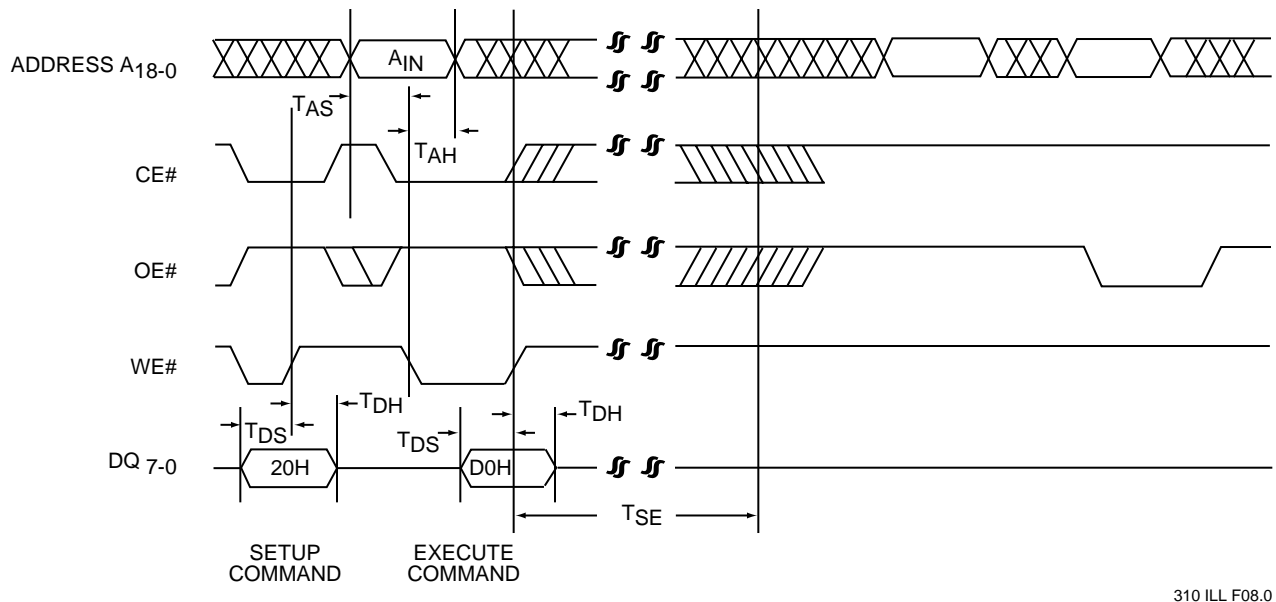 ADDRESS A18-0
AIN
TAS
TAH
CE#
OE#
WE#
TDH
TDS
TDH
TDS
DQ 7-0
20H
D0H
TSE
SETUP
COMMAND
EXECUTE
COMMAND
310 ILL F08.0